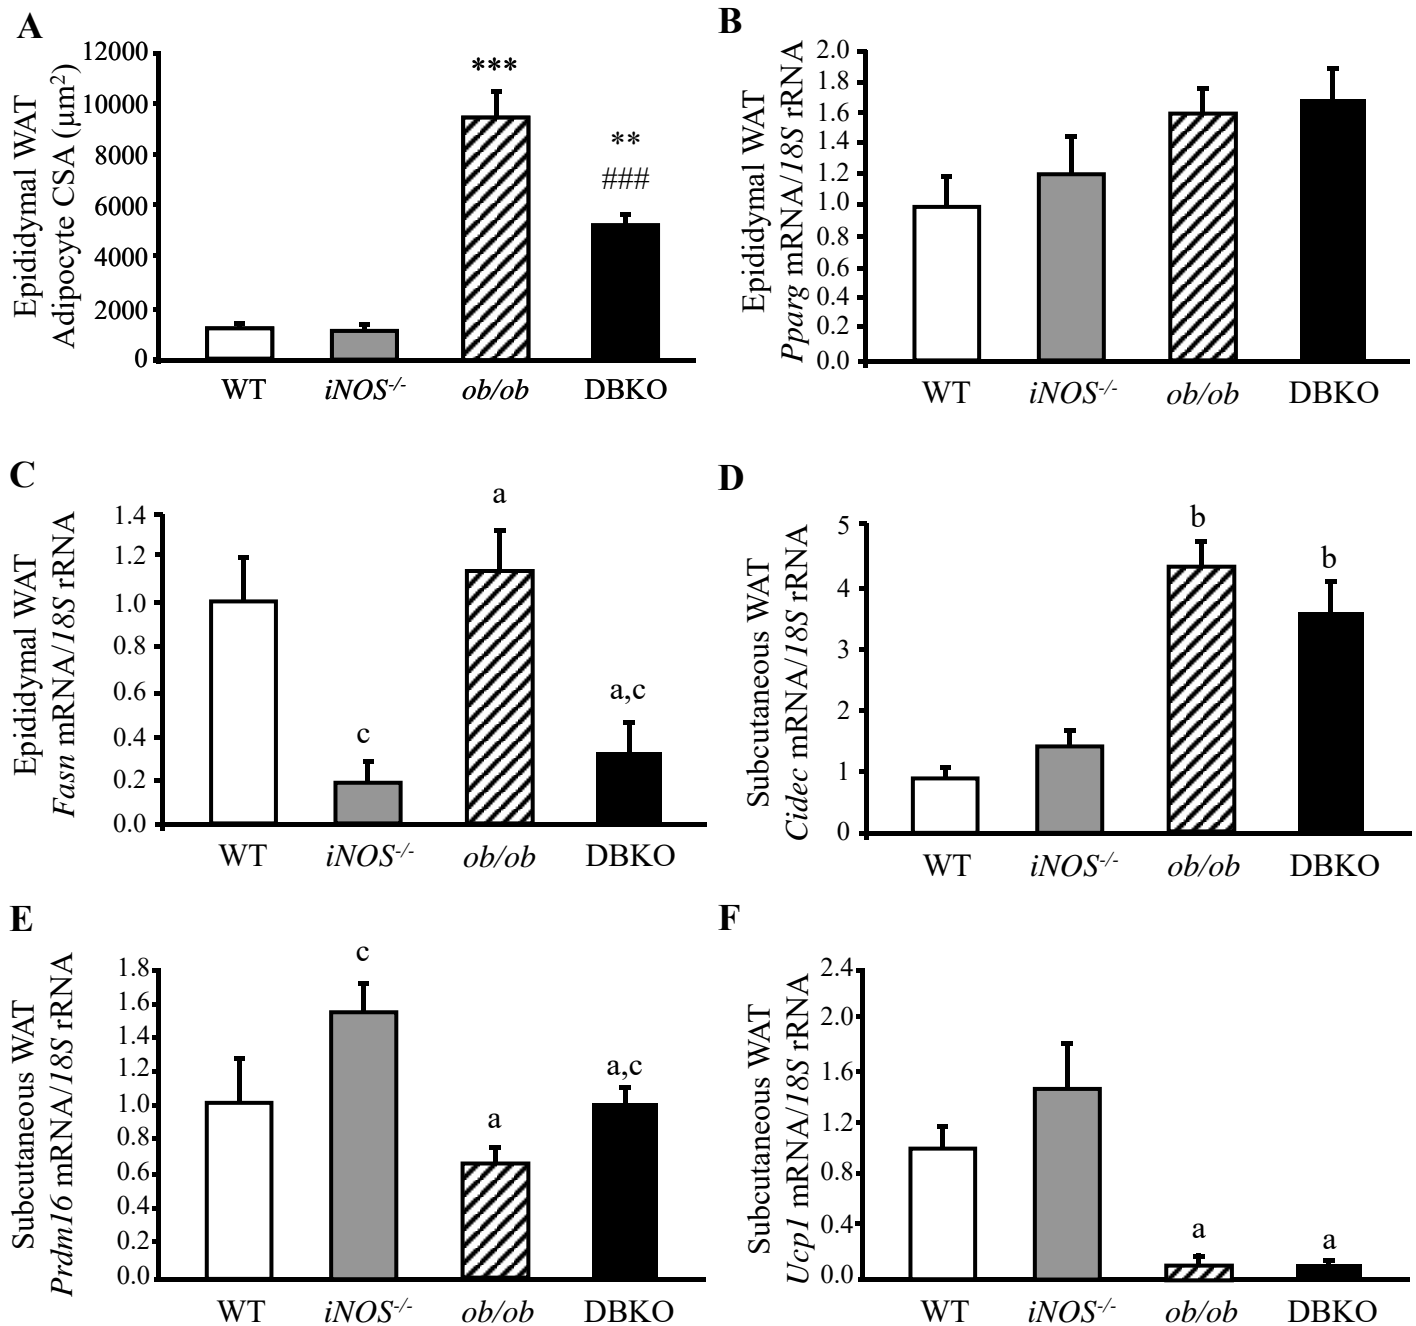 A
Epididymal WAT
Adipocyte CSA (μm²)
12000
10000
8000
6000
4000
2000
0
***
**
###
WT iNOS-/- ob/ob DBKO
B
Epididymal WAT
Pparg mRNA/18S rRNA
2.0
1.8
1.6
1.4
1.2
1.0
0.8
0.6
0.4
0.2
0.0
WT iNOS-/- ob/ob DBKO
C
Epididymal WAT
Fasn mRNA/18S rRNA
1.4
1.2
1.0
0.8
0.6
0.4
0.2
0.0
c
a
a,c
WT iNOS-/- ob/ob DBKO
D
Subcutaneous WAT
Cidec mRNA/18S rRNA
5
4
3
2
1
0
b
b
WT iNOS-/- ob/ob DBKO
E
Subcutaneous WAT
Prdm16 mRNA/18S rRNA
1.8
1.6
1.4
1.2
1.0
0.8
0.6
0.4
0.2
0.0
c
a
a,c
WT iNOS-/- ob/ob DBKO
F
Subcutaneous WAT
Ucp1 mRNA/18S rRNA
2.4
2.0
1.6
1.2
0.8
0.4
0.0
a
a
WT iNOS-/- ob/ob DBKO